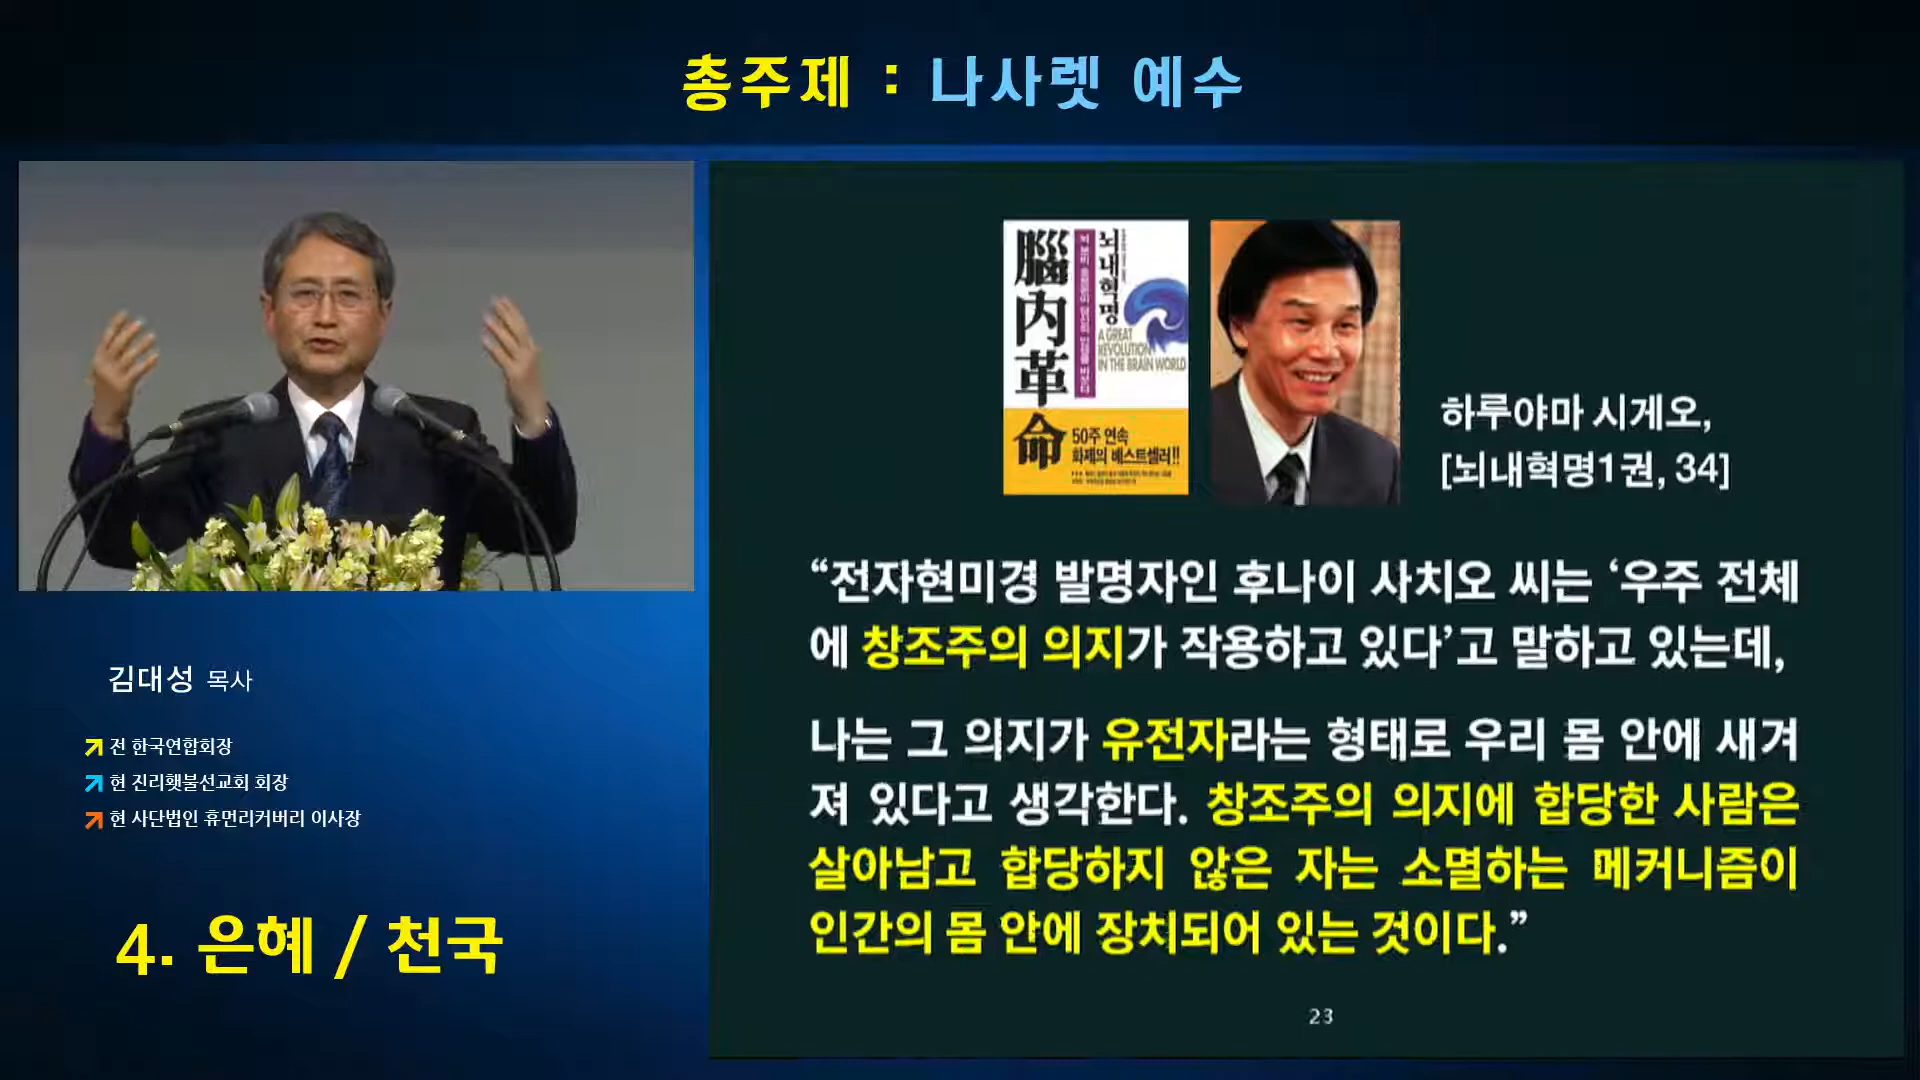 총주제 : 나사렛 예수
腦內革命
뇌내혁명
A GREAT
REVOLUTION
IN THE BRAIN WORLD
50주 연속
화제의 베스트셀러!!
하루야마 시게오,
[뇌내혁명1권, 34]
“전자현미경 발명자인 후나이 사치오 씨는 ‘우주 전체
에 창조주의 의지가 작용하고 있다’고 말하고 있는데,
나는 그 의지가 유전자라는 형태로 우리 몸 안에 새겨
져 있다고 생각한다. 창조주의 의지에 합당한 사람은
살아남고 합당하지 않은 자는 소멸하는 메커니즘이
인간의 몸 안에 장치되어 있는 것이다.”
23
김대성 목사
전 한국연합회장
현 진리횃불선교회 회장
현 사단법인 휴먼리커버리 이사장
4. 은혜 / 천국